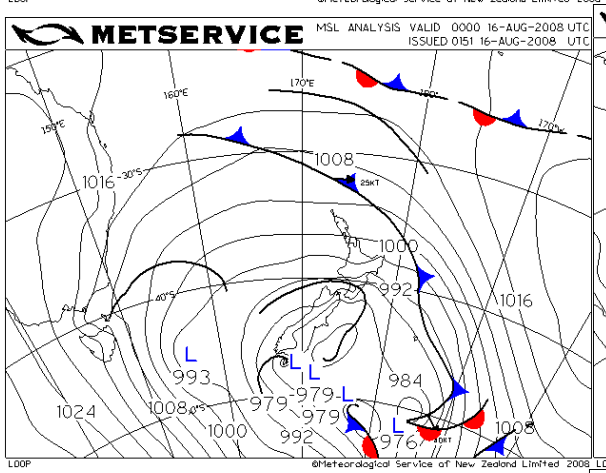 METSERVICE
MSL ANALYSIS VALID 0000 16-AUG-2008 UTC
ISSUED 0151 16-AUG-2008 UTC
170°E
160°E
180°
150°E
170°W
1008
1016
-30°S
25KT
1000
992
40°S
1016
L
993
L
L
984
979
979
L
1024
1008
979
L
1008
1000
992
976
LOOP
©Meteorological Service of New Zealand Limited 2008